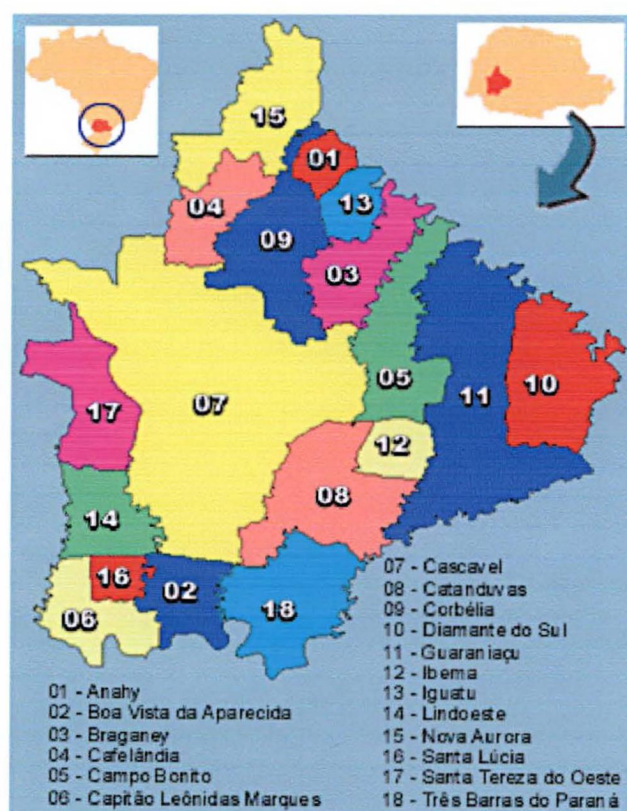 15
01
04
13
09
03
05
07
17
11
10
12
08
14
16
02
06
18
01 - Anahy
02 - Boa Vista da Aparecida
03 - Braganey
04 - Cafelândia
05 - Campo Bonito
06 - Capitão Leônidas Marques
07 - Cascavel
08 - Catanduvas
09 - Corbélia
10 - Diamante do Sul
11 - Guaraniaçu
12 - Ibema
13 - Iguatu
14 - Lindoeste
15 - Nova Aurora
16 - Santa Lúcia
17 - Santa Tereza do Oeste
18 - Três Barras do Paraná